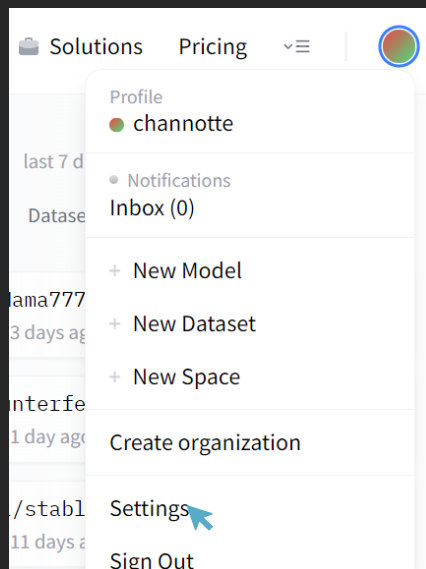 Solutions Pricing
Profile
channotte
last 7 d
Notifications
Inbox (0)
Datase
New Model
lama777
New Dataset
3 days ag
New Space
unterfe
1 day ago
Create organization
/stabl
Settings
11 days a
Sign Out